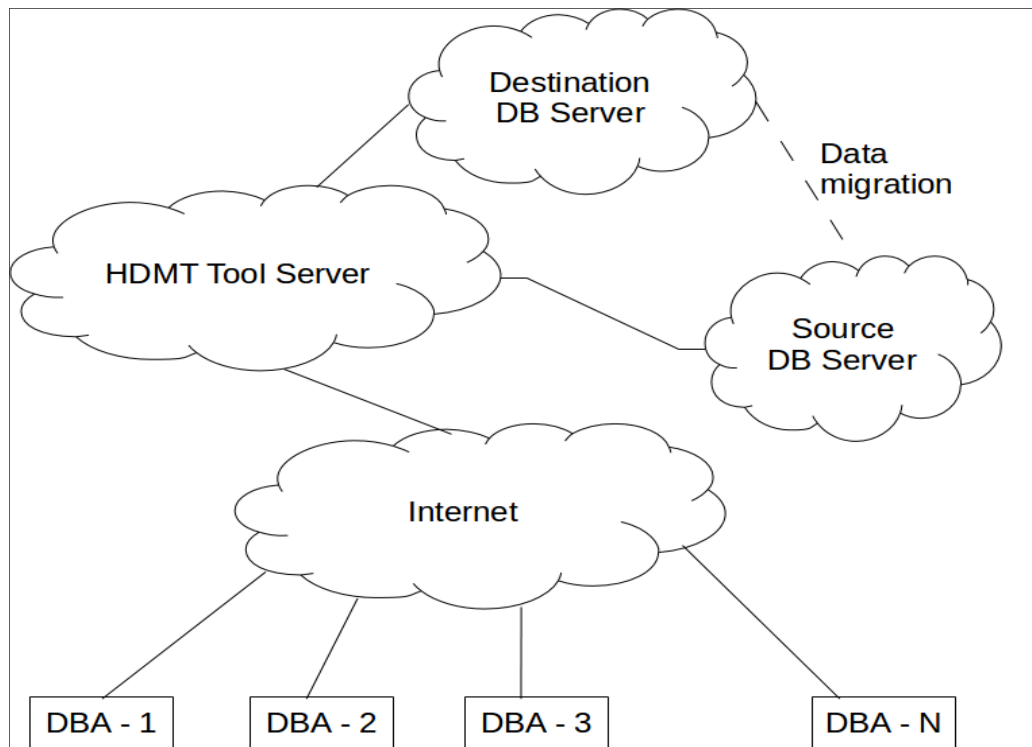 Destination
DB Server
Data
migration
HDMT Tool Server
Source
DB Server
Internet
DBA - 1
DBA - 2
DBA - 3
DBA - N